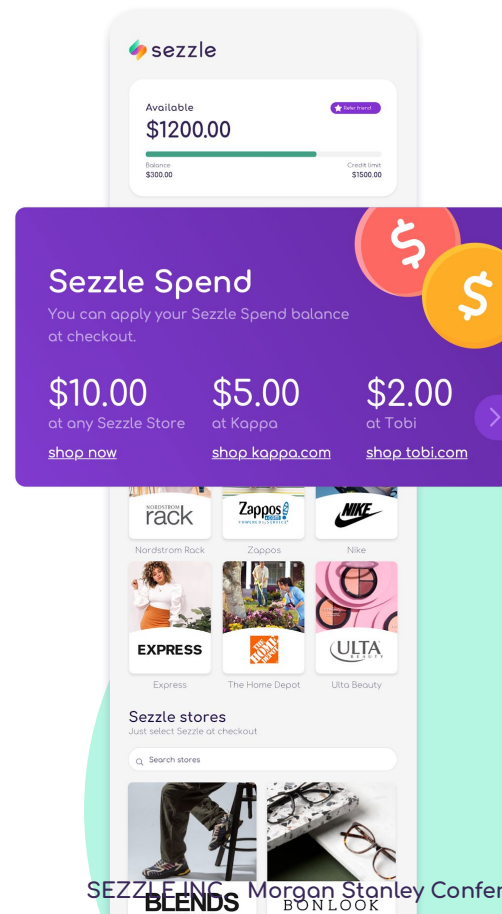 sezzle
Available
Refer friend
$1200.00
Balance
Credit limit
$300.00
$1500.00
$
$
Sezzle Spend
You can apply your Sezzle Spend balance
at checkout.
$10.00
$5.00
$2.00
at any Sezzle Store
at Kappa
at Tobi
shop now
shop kappa.com
shop tobi.com
NORDSTROM
rack
Zappos
.com
POWERED by SERVICE
NIKE
Nordstrom Rack
Zappos
Nike
EXPRESS
THE HOME DEPOT
ULTA
BEAUTY
Express
The Home Depot
Ulta Beauty
Sezzle stores
Just select Sezzle at checkout
Search stores
SEZZLE INC. Morgan Stanley Confer
BLENDS
BONLOOK